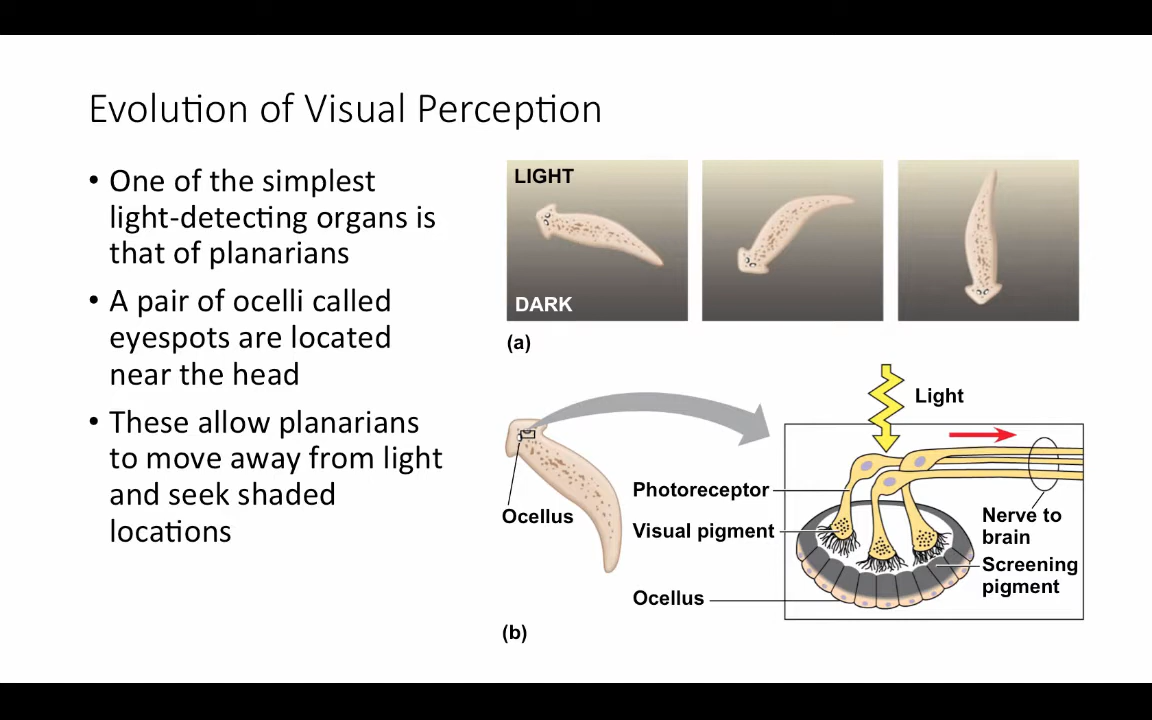 Evolution of Visual Perception
• One of the simplest
light-detecting organs is
that of planarians
• A pair of ocelli called
eyespots are located
near the head
• These allow planarians
to move away from light
and seek shaded
locations
LIGHT
DARK
(a)
Light
Ocellus
Photoreceptor
Visual pigment
Ocellus
Nerve to
brain
Screening
pigment
(b)